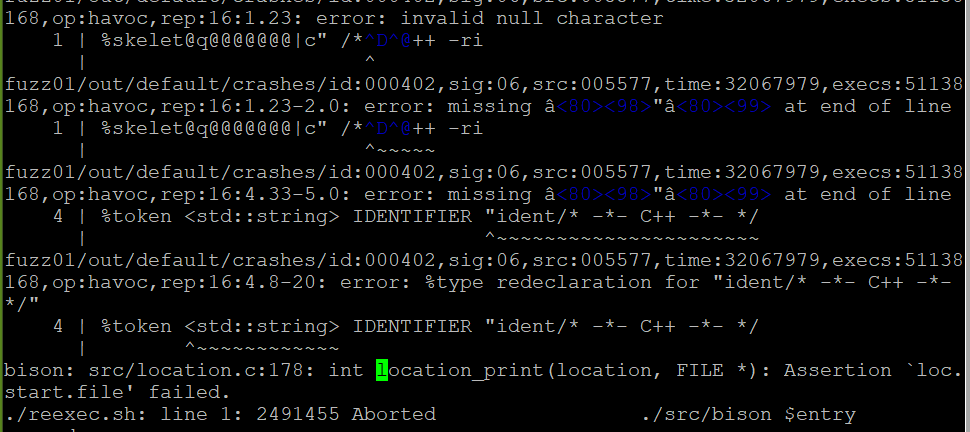 168,op:havoc,rep:16:1.23: error: invalid null character
    1 | %skelet@q@@@@@@@|c" /*^D^@++ -ri
      |                       ^
fuzz01/out/default/crashes/id:000402,sig:06,src:005577,time:32067979,execs:51138
168,op:havoc,rep:16:1.23-2.0: error: missing â<80><98>"â<80><99> at end of line
    1 | %skelet@q@@@@@@@|c" /*^D^@++ -ri
      |                       ^~~~~~
fuzz01/out/default/crashes/id:000402,sig:06,src:005577,time:32067979,execs:51138
168,op:havoc,rep:16:4.33-5.0: error: missing â<80><98>"â<80><99> at end of line
    4 | %token <std::string> IDENTIFIER "ident/* -*- C++ -*- */
      |                                 ^~~~~~~~~~~~~~~~~~~~~~~
fuzz01/out/default/crashes/id:000402,sig:06,src:005577,time:32067979,execs:51138
168,op:havoc,rep:16:4.8-20: error: %type redeclaration for "ident/* -*- C++ -*-
*/"
    4 | %token <std::string> IDENTIFIER "ident/* -*- C++ -*- */
      |        ^~~~~~~~~~~~~
bison: src/location.c:178: int location_print(location, FILE *): Assertion `loc.
start.file' failed.
./reexec.sh: line 1: 2491455 Aborted                 ./src/bison $entry